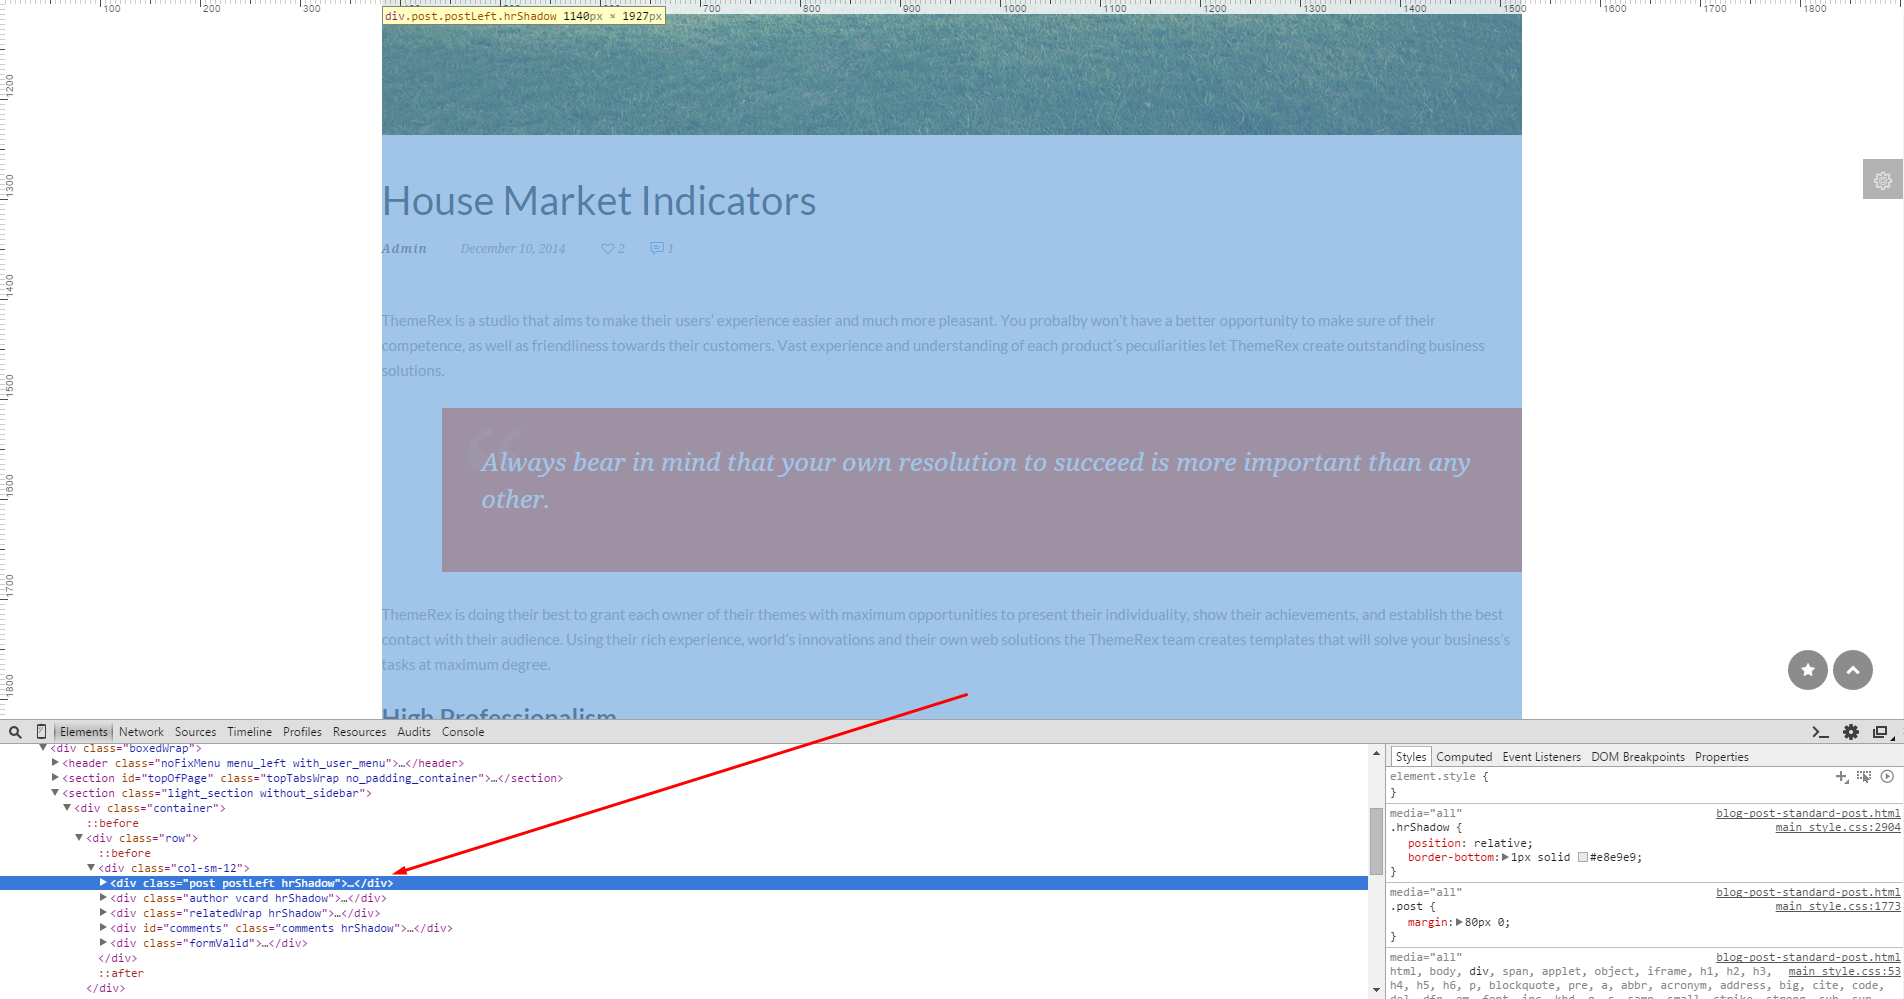 100 200 300 700 800 900 1000 1100 1200 1300 1400 1500 1600 1700 1800
div.post.postLeft.hrShadow 1140px × 1927px
1200
1300
1400
1500
1600
1700
1800
House Market Indicators
Admin December 10, 2014 2 1
ThemeRex is a studio that aims to make their users’ experience easier and much more pleasant. You probalby won’t have a better opportunity to make sure of their
competence, as well as friendliness towards their customers. Vast experience and understanding of each product’s peculiarities let ThemeRex create outstanding business
solutions.
“
Always bear in mind that your own resolution to succeed is more important than any
other.
ThemeRex is doing their best to grant each owner of their themes with maximum opportunities to present their individuality, show their achievements, and establish the best
contact with their audience. Using their rich experience, world’s innovations and their own web solutions the ThemeRex team creates templates that will solve your business’s
tasks at maximum degree.
High Professionalism
Elements Network Sources Timeline Profiles Resources Audits Console
<div class="boxedWrap">
<header class="noFixMenu menu_left with_user_menu">…</header>
<section id="topOfPage" class="topTabsWrap no_padding_container">…</section>
<section class="light_section without_sidebar">
<div class="container">
::before
<div class="row">
::before
<div class="col-sm-12">
<div class="post postLeft hrShadow">…</div>
<div class="author vcard hrShadow">…</div>
<div class="relatedWrap hrShadow">…</div>
<div id="comments" class="comments hrShadow">…</div>
<div class="formValid">…</div>
</div>
::after
</div>
Styles Computed Event Listeners DOM Breakpoints Properties
element.style {
}
media="all" blog-post-standard-post.html
.hrShadow { main style.css:2904
position: relative;
border-bottom: 1px solid #e8e9e9;
}
media="all" blog-post-standard-post.html
.post { main style.css:1773
margin: 80px 0;
}
media="all" blog-post-standard-post.html
html, body, div, span, applet, object, iframe, h1, h2, h3, main style.css:53
h4, h5, h6, p, blockquote, pre, a, abbr, acronym, address, big, cite, code,